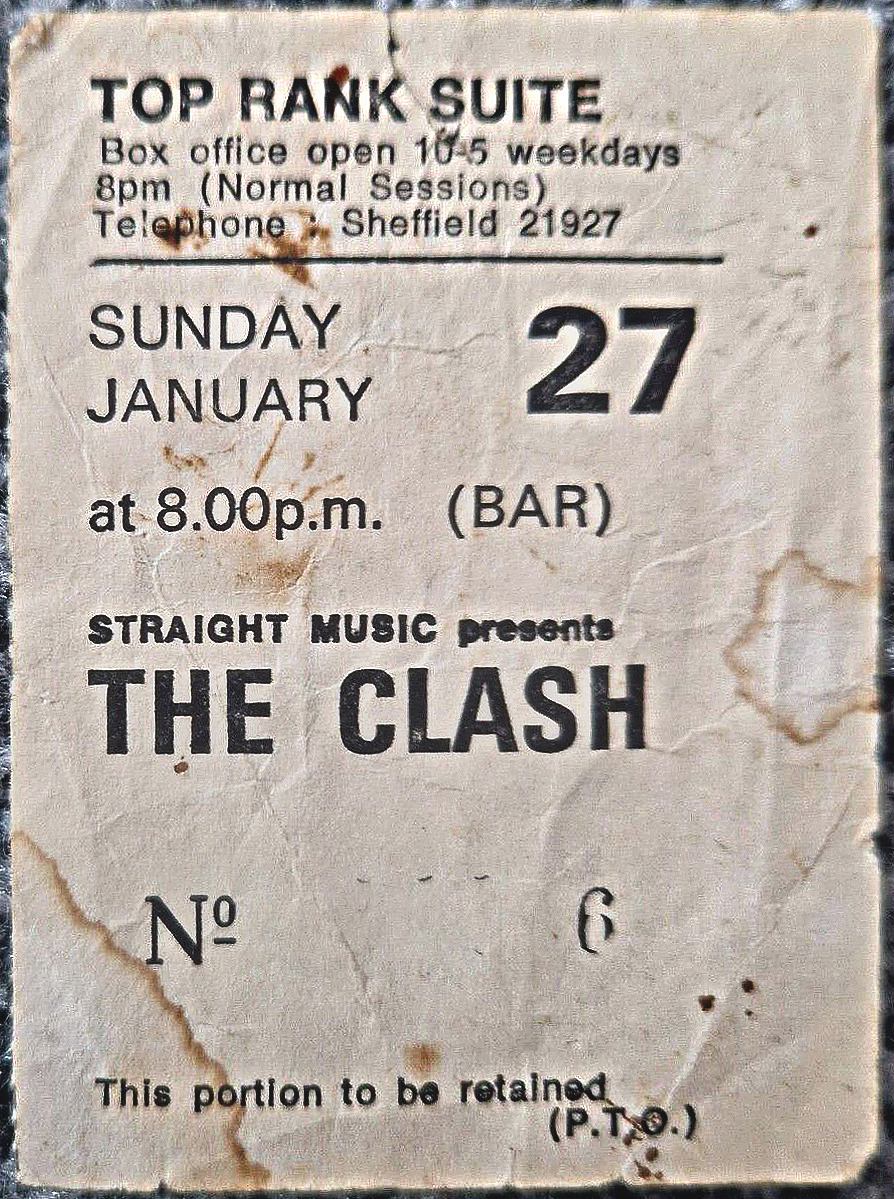 TOP RANK SUITE
Box office open 10-5 weekdays
8pm (Normal Sessions)
Telephone : Sheffield 21927
SUNDAY 27
JANUARY
at 8.00p.m. (BAR)
STRAIGHT MUSIC presents
THE CLASH
Nº 6
This portion to be retained
(P.T.O.)